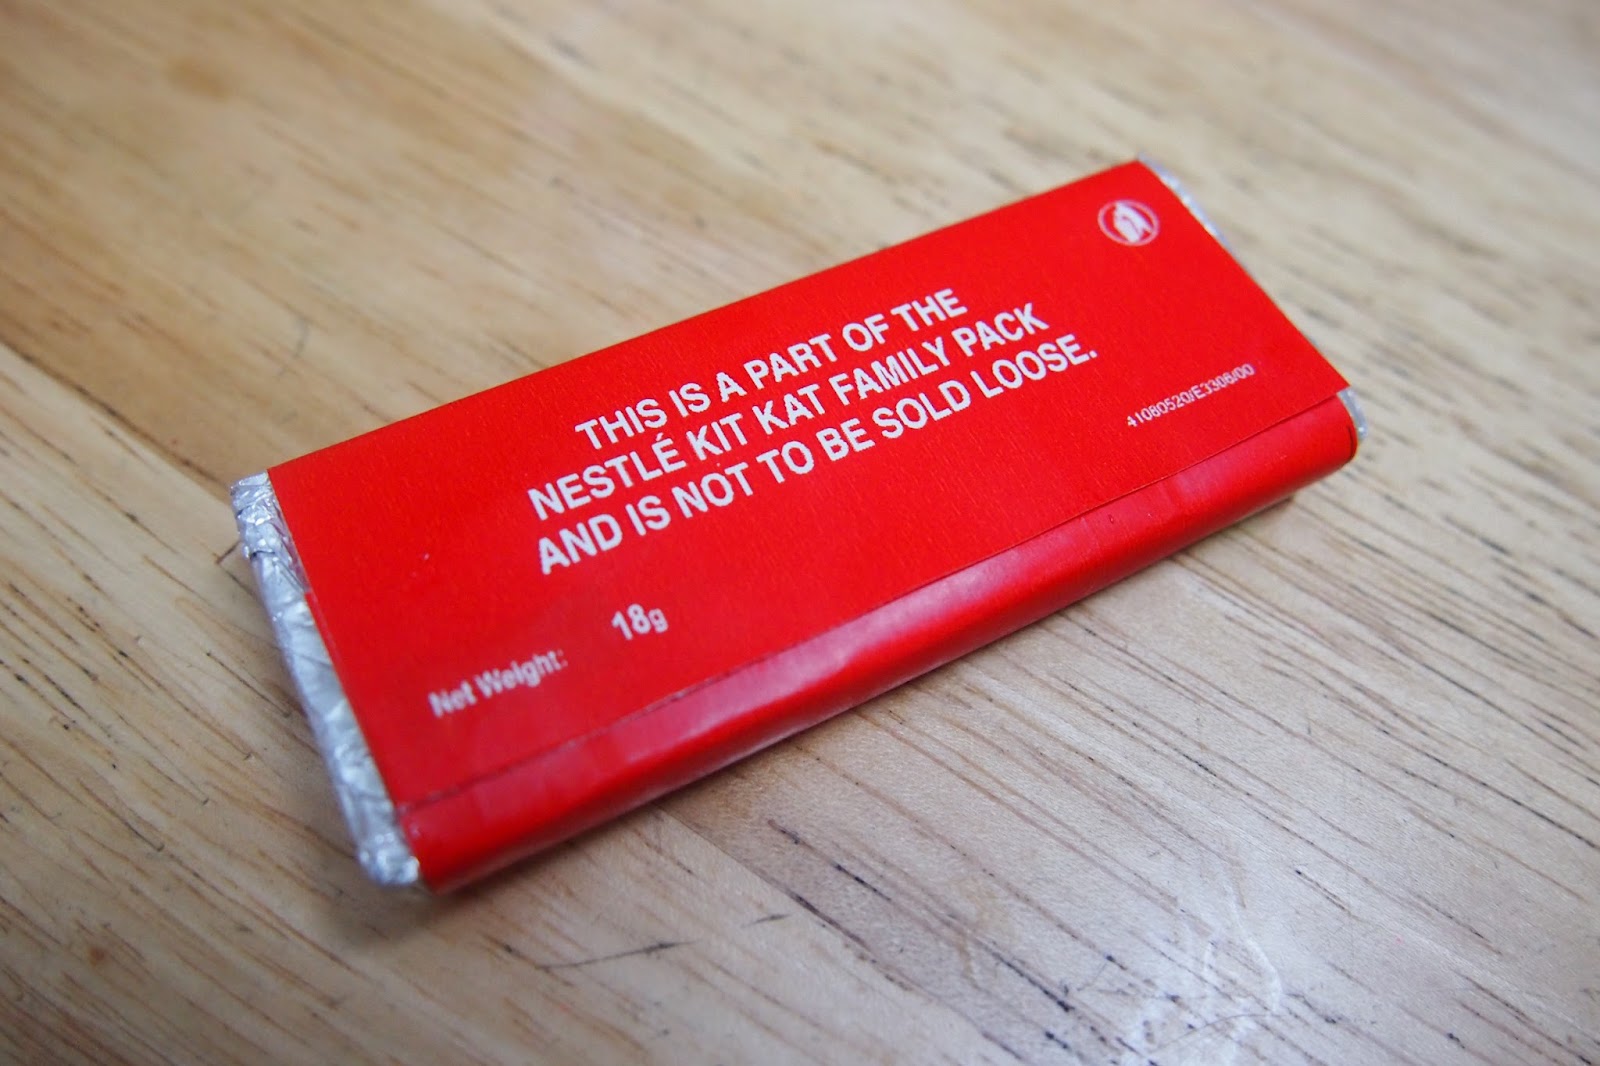 THIS IS A PART OF THE
NESTLÉ KIT KAT FAMILY PACK
AND IS NOT TO BE SOLD LOOSE.
41080520/E3306/00
Net Weight: 18g